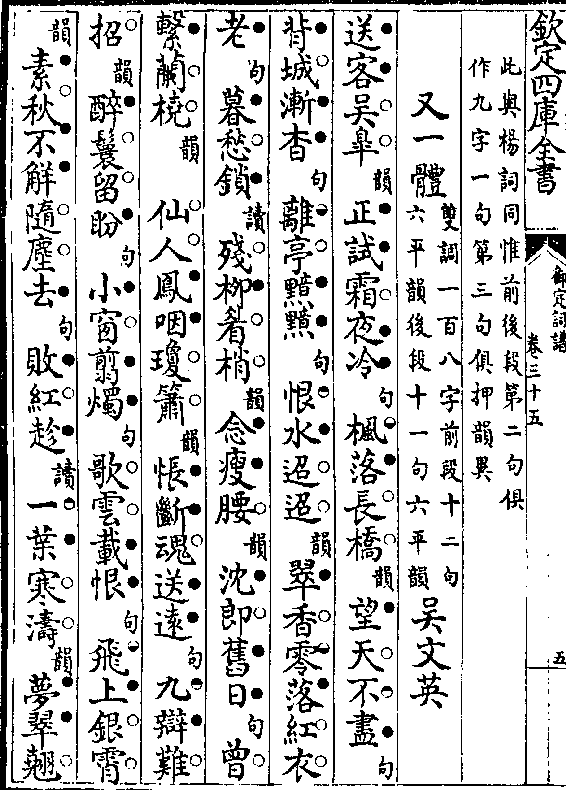 欽定四庫全書
御定詞譜
卷三十五
五
此與楊詞同惟前後段第二句俱
作九字一句第三句俱押韻異
又一體
雙調一百八字前段十二句
六平韻後段十一句六平韻
吴文英
送客吴臯韻正試霜夜冷句楓落長橋韻望天不盡句
背城漸杳句離亭黯黯句恨水迢迢韻翠香零落紅衣
老句暮愁鎖讀殘柳眉梢韻念瘦腰韻沈郎舊日句曾
繫蘭橈韻仙人鳳咽瓊簫韻悵斷魂送遠句九辯難
招韻醉鬟留盼句小窗翦燭句歌雲載恨句飛上銀霄
韻素秋不解隨塵去句敗紅趁讀一葉寒濤韻夢翠翹